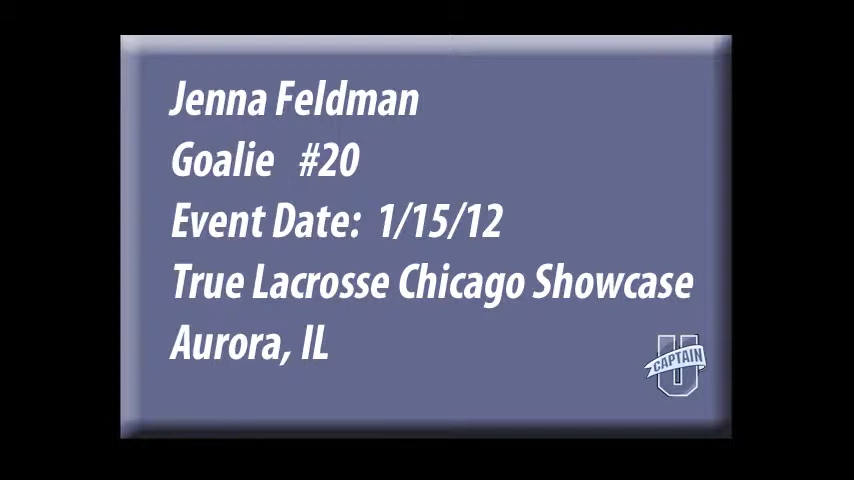 Jenna Feldman
Goalie #20
Event Date: 1/15/12
True Lacrosse Chicago Showcase
Aurora, IL
CAPTAIN
U